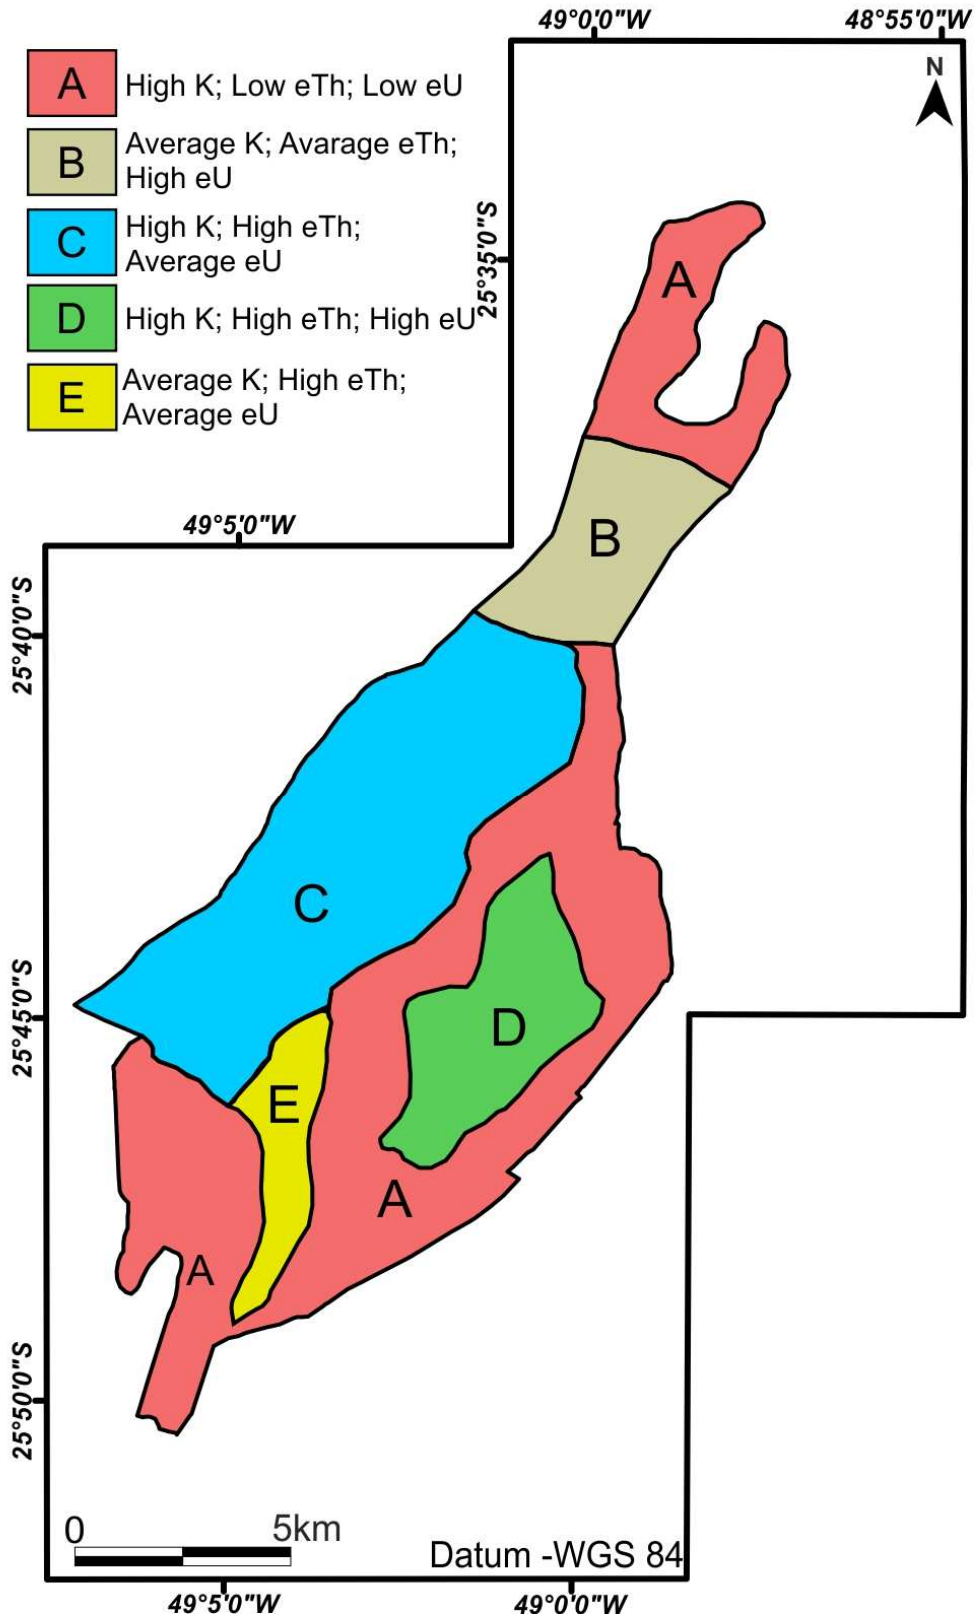 49°0'0"W
48°55'0"W
N
A
High K; Low eTh; Low eU
B
Average K; Avarage eTh;
High eU
C
High K; High eTh;
Average eU
D
High K; High eTh; High eU
E
Average K; High eTh;
Average eU
25°35'0"S
A
B
49°5'0"W
25°40'0"S
C
25°45'0"S
D
E
A
A
25°50'0"S
0
5km
Datum -WGS 84
49°5'0"W
49°0'0"W